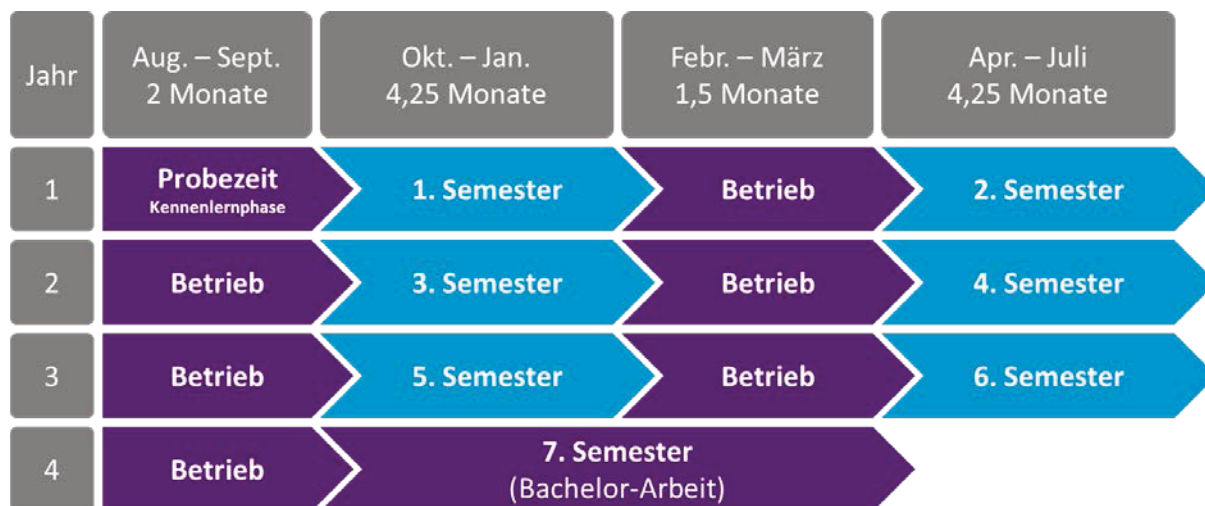 Jahr
Aug. – Sept.
2 Monate
Okt. – Jan.
4,25 Monate
Febr. – März
1,5 Monate
Apr. – Juli
4,25 Monate
1
Probezeit
Kennenlernphase
1. Semester
Betrieb
2. Semester
2
Betrieb
3. Semester
Betrieb
4. Semester
3
Betrieb
5. Semester
Betrieb
6. Semester
4
Betrieb
7. Semester
(Bachelor-Arbeit)